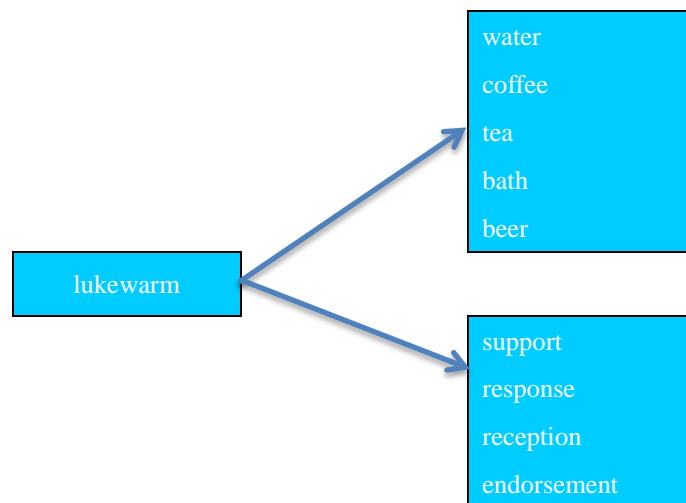 water
coffee
tea
bath
beer
lukewarm
support
response
reception
endorsement